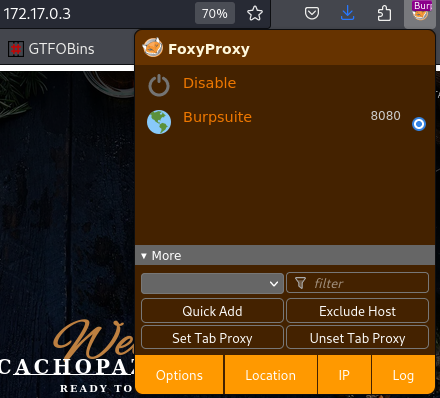 172.17.0.3
70%
Burp
GTFOBins
FoxyProxy
Disable
Burpsuite
8080
More
filter
Quick Add
Exclude Host
Set Tab Proxy
Unset Tab Proxy
We
CACHOPA
READY TO
Options
Location
IP
Log